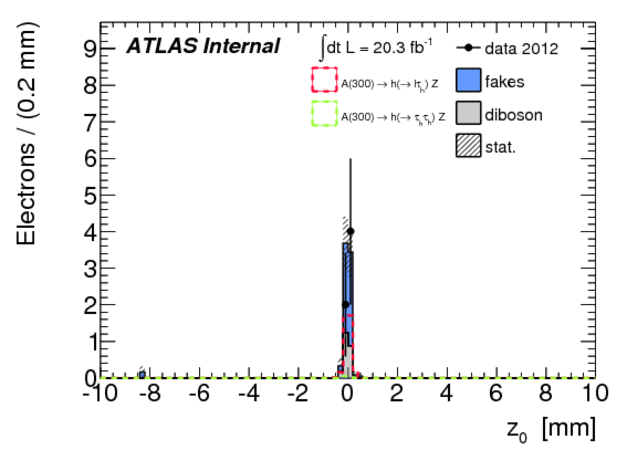 ATLAS Internal
∫dt L = 20.3 fb⁻¹
data 2012
A(300) → h(→ lτₕ) Z
fakes
A(300) → h(→ τₕτₕ) Z
diboson
stat.
Electrons / (0.2 mm)
9
8
7
6
5
4
3
2
1
0
-10 -8 -6 -4 -2 0 2 4 6 8 10
z₀ [mm]